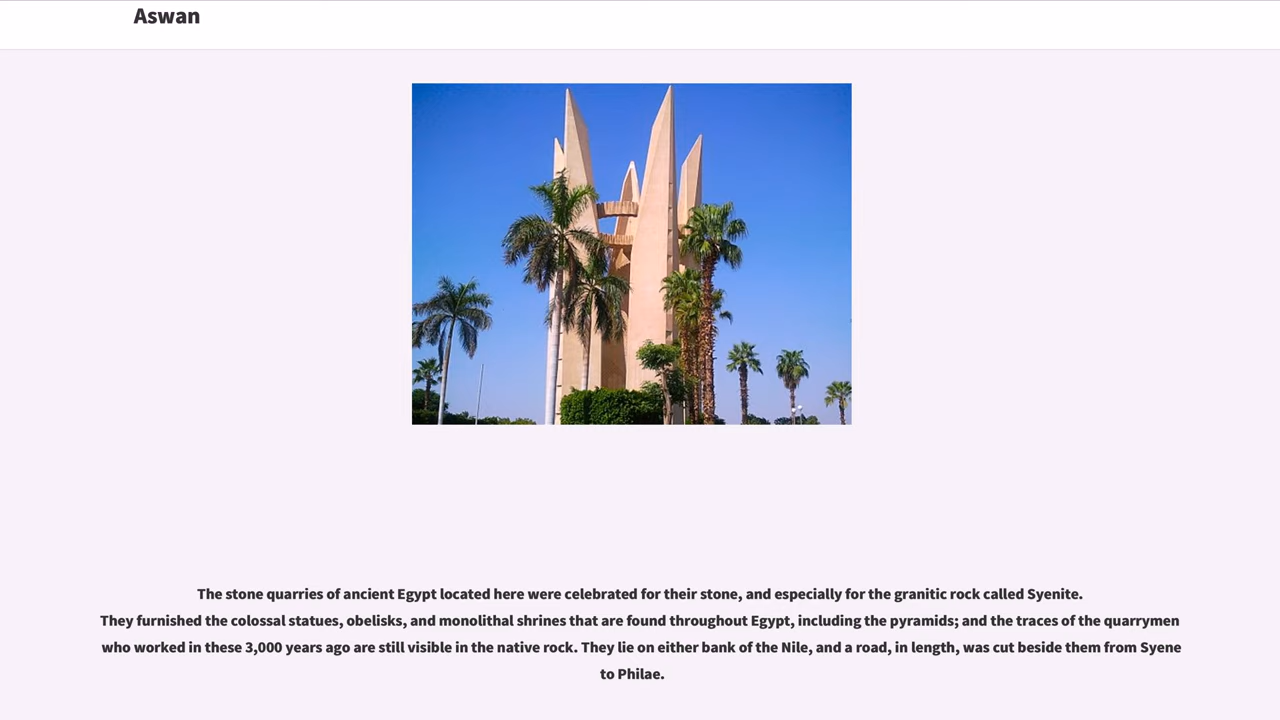 Aswan
The stone quarries of ancient Egypt located here were celebrated for their stone, and especially for the granitic rock called Syenite.
They furnished the colossal statues, obelisks, and monolithal shrines that are found throughout Egypt, including the pyramids; and the traces of the quarrymen
who worked in these 3,000 years ago are still visible in the native rock. They lie on either bank of the Nile, and a road, in length, was cut beside them from Syene
to Philae.